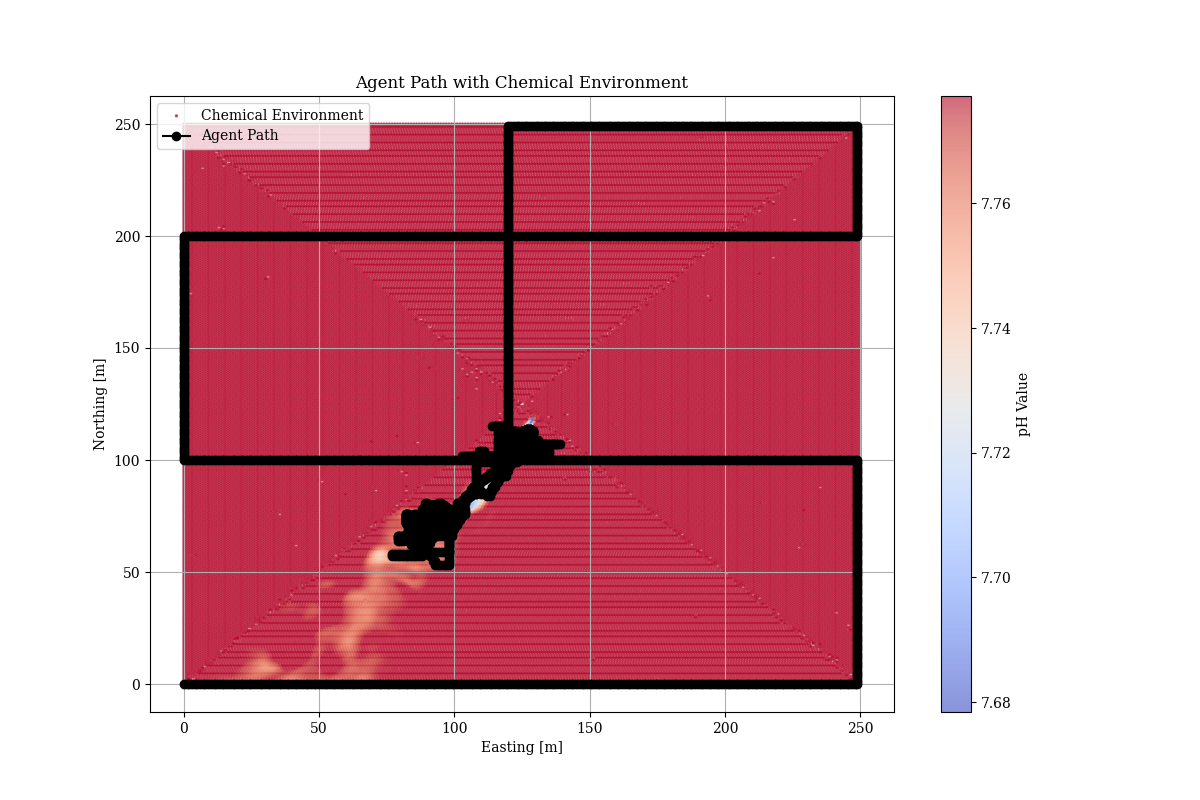 Agent Path with Chemical Environment
Chemical Environment
Agent Path
250
200
150
100
50
0
Northing [m]
0 50 100 150 200 250
Easting [m]
7.76
7.74
7.72
7.70
7.68
pH Value